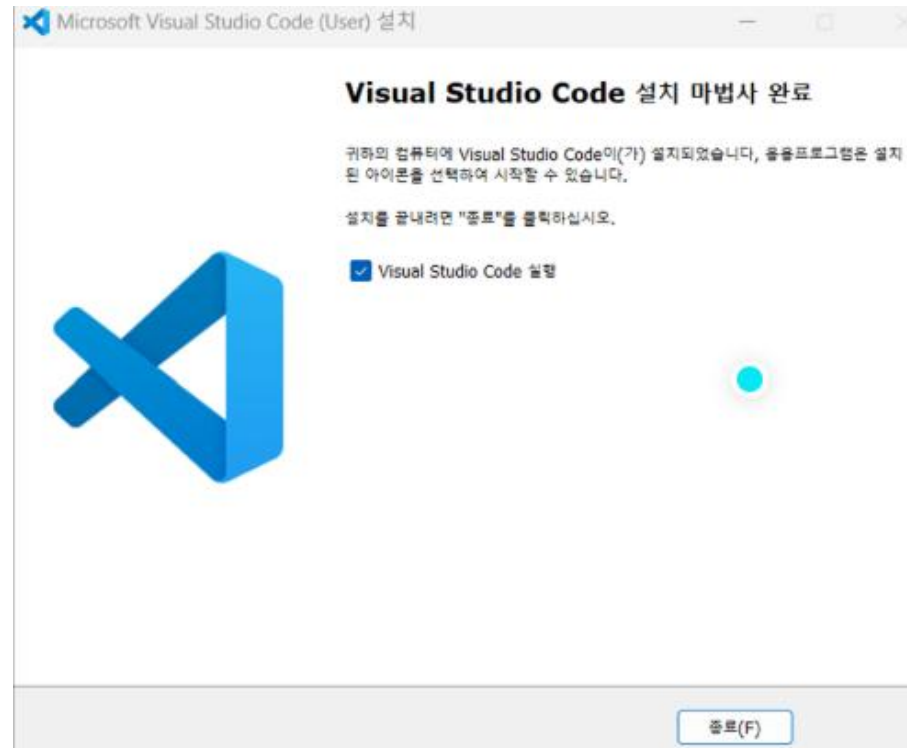 Microsoft Visual Studio Code (User) 설치
Visual Studio Code 설치 마법사 완료
귀하의 컴퓨터에 Visual Studio Code이(가) 설치되었습니다, 응용프로그램은 설치
된 아이콘을 선택하여 시작할 수 있습니다.
설치를 끝내려면 "종료"를 클릭하십시오.
Visual Studio Code 실행
종료(F)